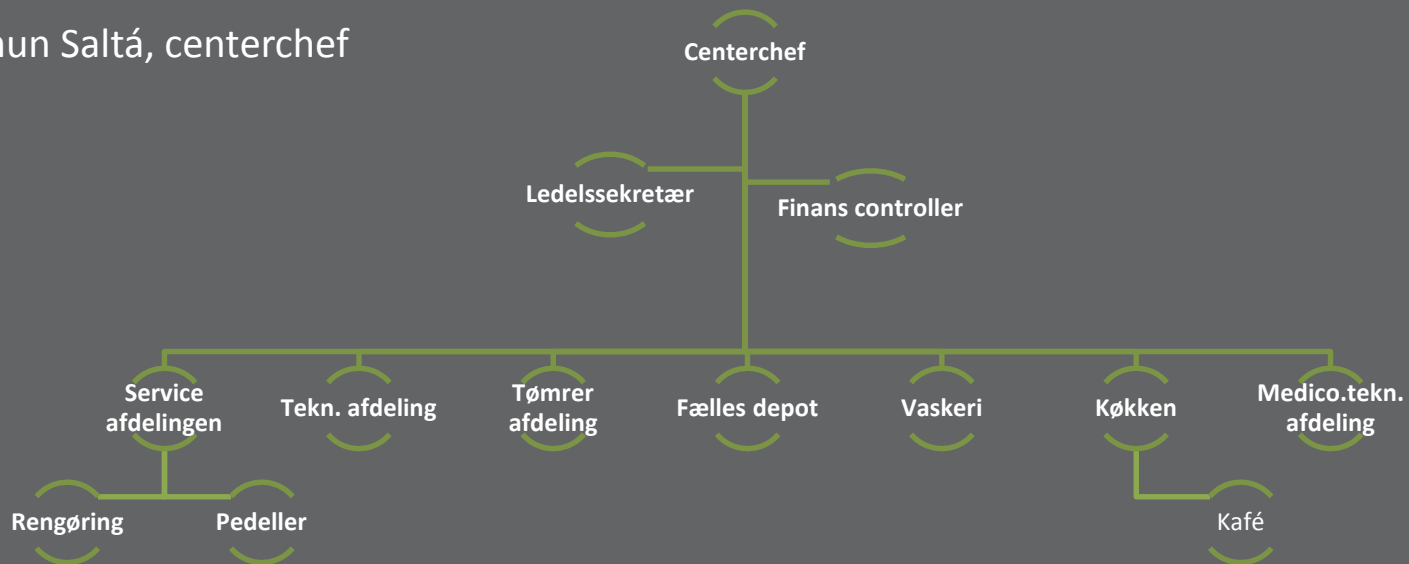 Saltá, centerchef
Centerchef
Ledelssekretær
Finans controller
Service
afdelingen
Tekn. afdeling
Tømrer
afdeling
Fælles depot
Vaskeri
Køkken
Medico.tekn.
afdeling
Rengøring
Pedeller
Kafé